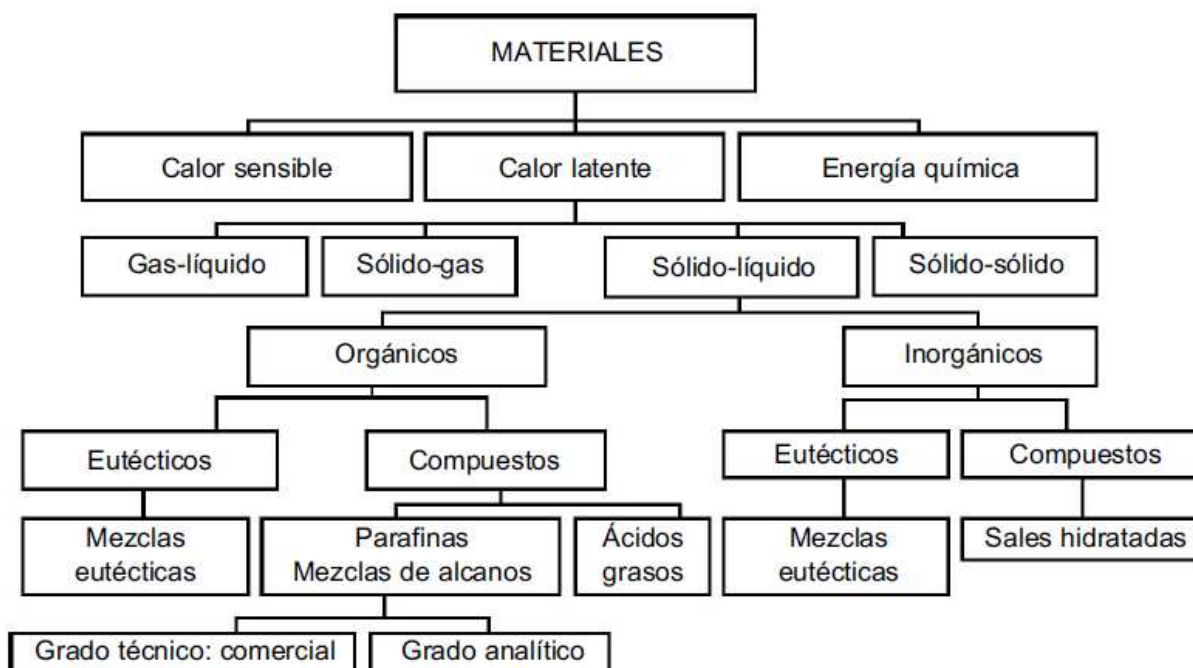 MATERIALES
Calor sensible
Calor latente
Energía química
Gas-líquido
Sólido-gas
Sólido-líquido
Sólido-sólido
Orgánicos
Inorgánicos
Eutécticos
Compuestos
Eutécticos
Compuestos
Mezclas
eutécticas
Parafinas
Mezclas de alcanos
Ácidos
grasos
Mezclas
eutécticas
Sales hidratadas
Grado técnico: comercial
Grado analítico